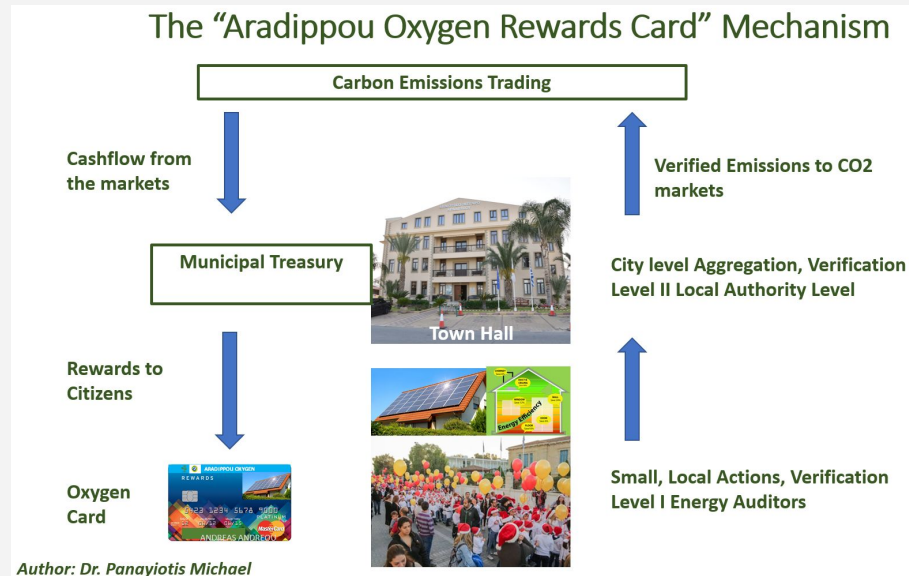 The “Aradippou Oxygen Rewards Card” Mechanism
Carbon Emissions Trading
Cashflow from
the markets
Verified Emissions to CO2
markets
Municipal Treasury
Town Hall
City level Aggregation, Verification
Level II Local Authority Level
Rewards to
Citizens
Energy Efficiency
Small, Local Actions, Verification
Level I Energy Auditors
Oxygen
Card
ARADIPPOU OXYGEN
REWARDS
5423 1234 5678 9000
PLATINUM
MasterCard
ANDREAS ANDREOU
Author: Dr. Panayiotis Michael